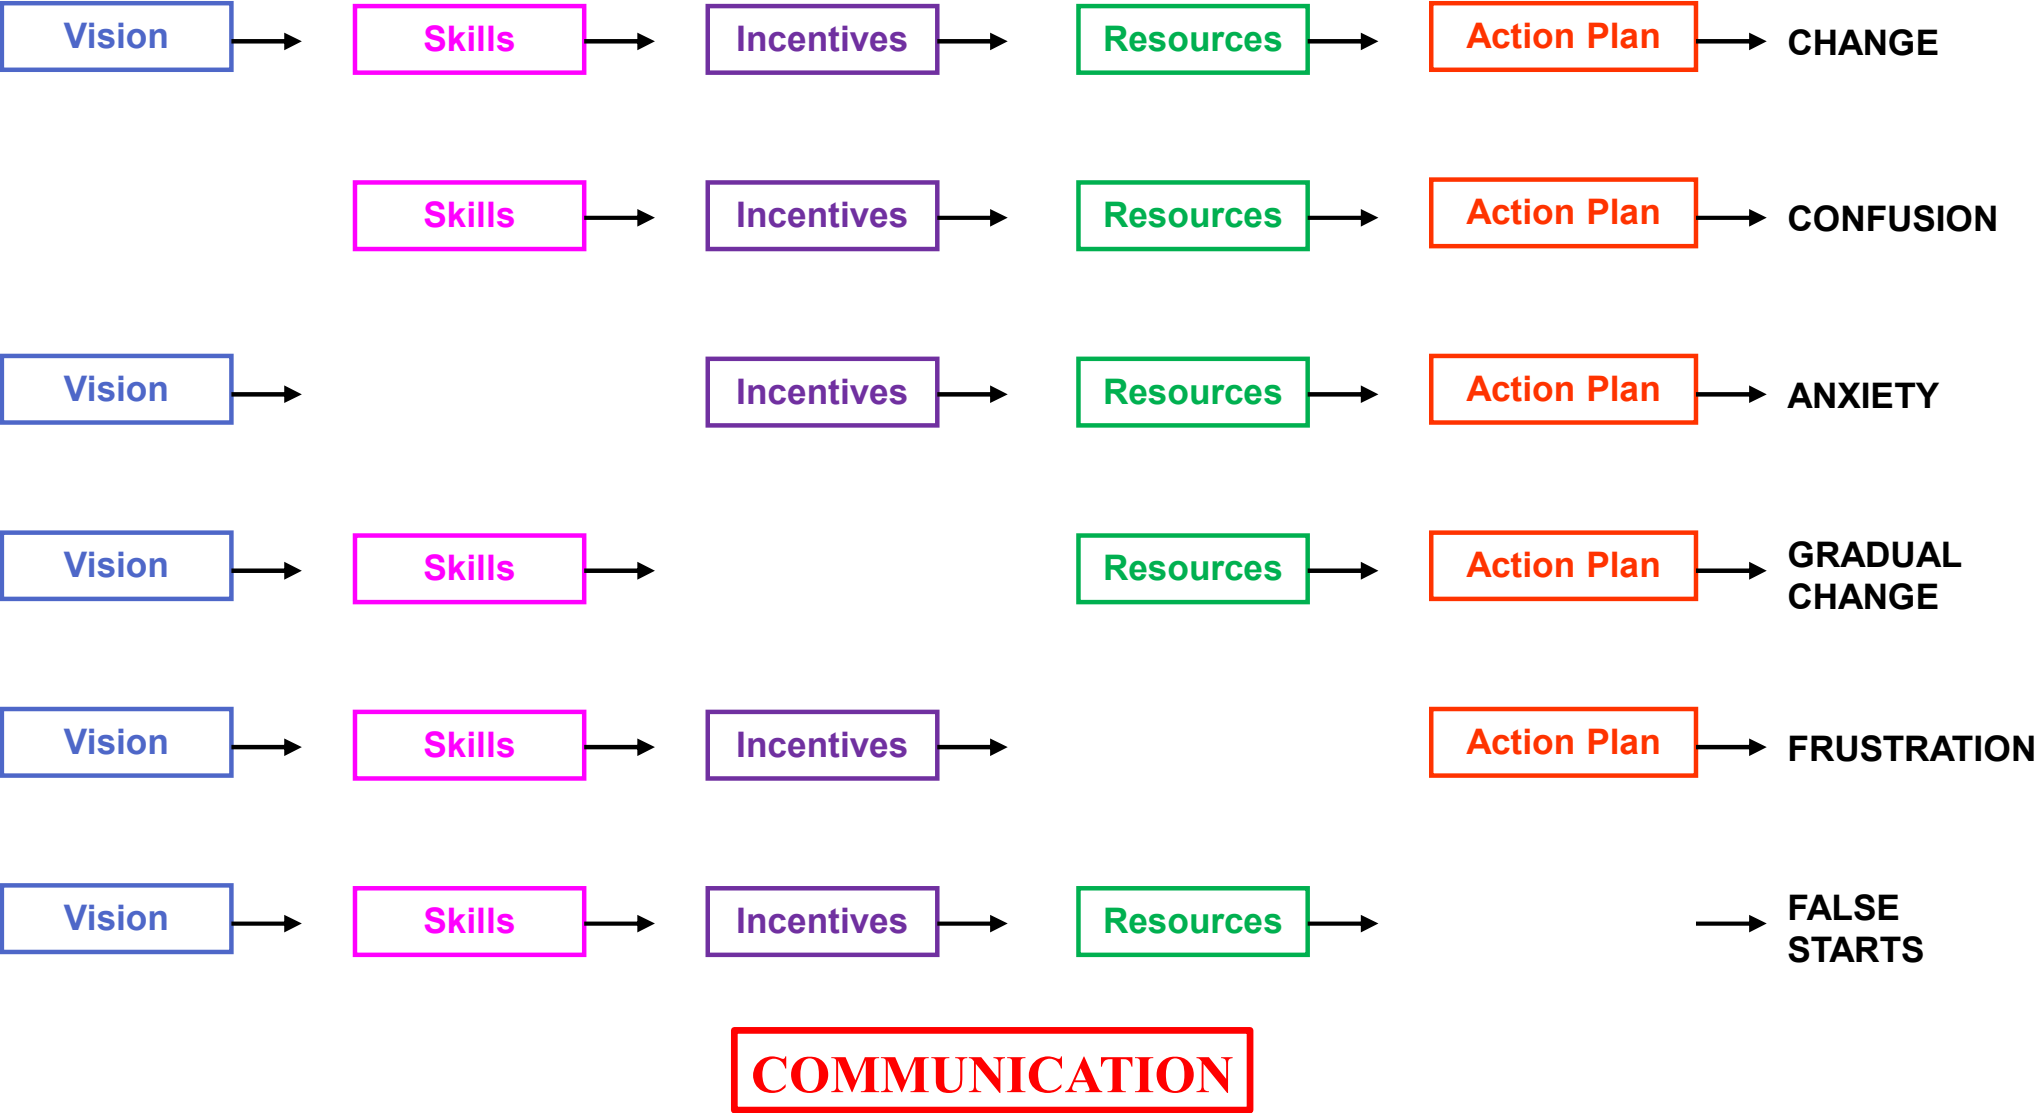 Vision Skills Incentives Resources Action Plan CHANGE
Skills Incentives Resources Action Plan CONFUSION
Vision Incentives Resources Action Plan ANXIETY
Vision Skills Resources Action Plan GRADUAL
CHANGE
Vision Skills Incentives Action Plan FRUSTRATION
Vision Skills Incentives Resources FALSE
STARTS
COMMUNICATION